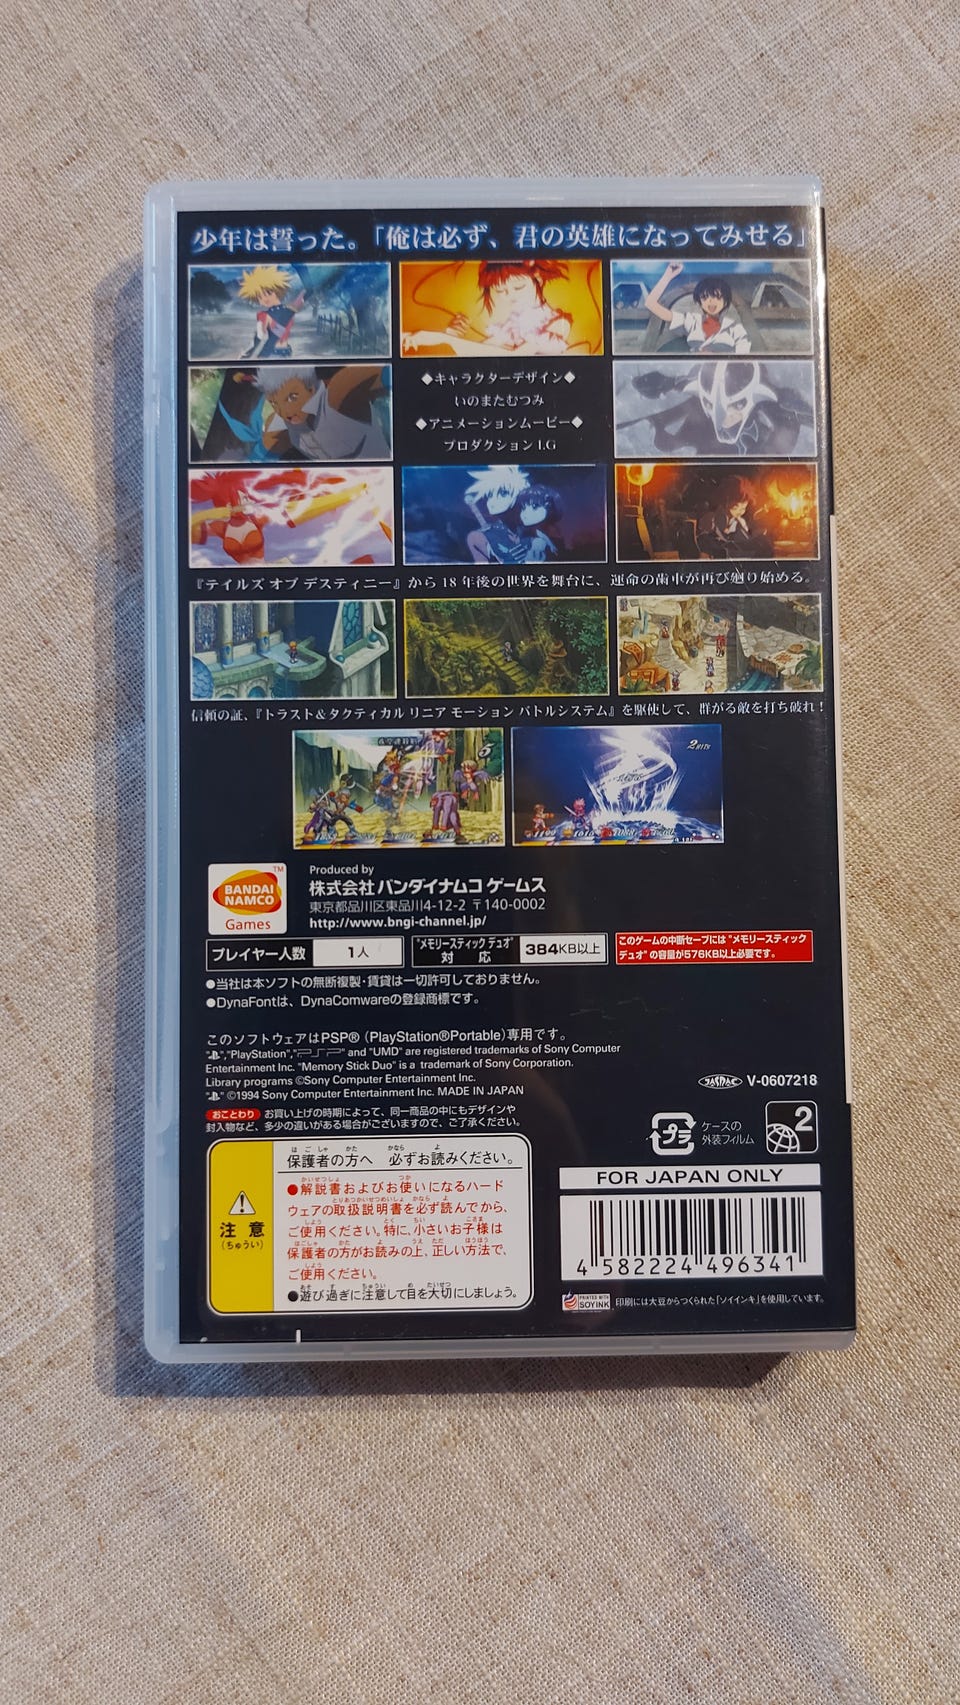 少年は誓った。「俺は必ず、君の英雄になってみせる」
◆キャラクターデザイン◆
いのまたむつみ
◆アニメーションムービー◆
プロダクション I.G
『テイルズ オブ デスティニー』から 18 年後の世界を舞台に、運命の歯車が再び廻り始める。
信頼の証、『トラスト&タクティカル リニア モーション バトルシステム』を駆使して、群がる敵を打ち破れ!
5
2 HITS
BANDAI
NAMCO
Games
TM
Produced by
株式会社 バンダイナムコ ゲームス
東京都品川区東品川4-12-2 〒140-0002
http://www.bngi-channel.jp/
プレイヤー人数 1人
"メモリースティック デュオ" 対応 384KB以上
このゲームの中断セーブには "メモリースティック
デュオ" の容量が576KB以上必要です。
●当社は本ソフトの無断複製・賃貸は一切許可しておりません。
●DynaFontは、DynaComwareの登録商標です。
このソフトウェアはPSP® (PlayStation®Portable)専用です。
" ","PlayStation","PSP" and "UMD" are registered trademarks of Sony Computer
Entertainment Inc. "Memory Stick Duo" is a trademark of Sony Corporation.
Library programs ©Sony Computer Entertainment Inc.
" " ©1994 Sony Computer Entertainment Inc. MADE IN JAPAN
JASRAC V-0607218
おことわり お買い上げの時期によって、同一商品の中にもデザインや
封入物など、多少の違いがある場合がございますので、ご了承ください。
プラ
ケースの
外装フィルム
2
注意
(ちゅうい)
保護者の方へ 必ずお読みください。
●解説書およびお使いになるハード
ウェアの取扱説明書を必ず読んでから、
ご使用ください。特に、小さいお子様は
保護者の方がお読みの上、正しい方法で、
ご使用ください。
●遊び過ぎに注意して目を大切にしましょう。
FOR JAPAN ONLY
4 582224 496341
PRINTED WITH
SOY INK
印刷には大豆からつくられた「ソイインキ」を使用しています。